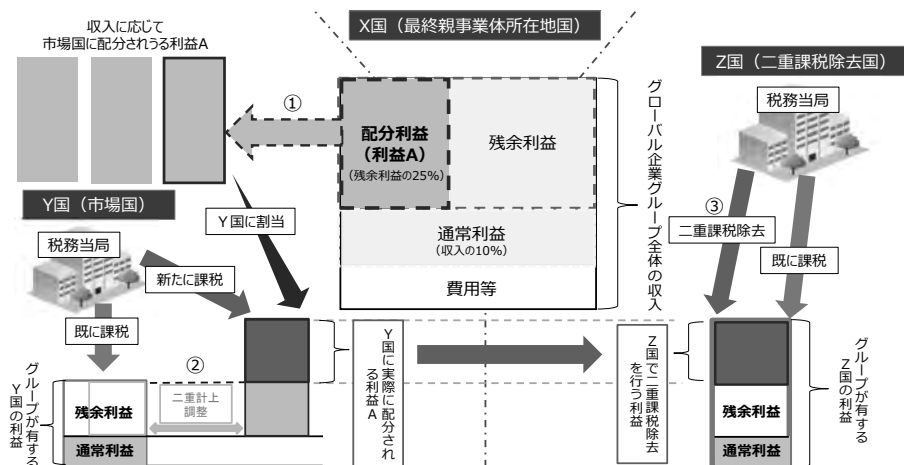 収入に応じて
市場国に配分されうる利益A
X国（最終親事業体所在地国）
Z国（二重課税除去国）
税務当局
①
配分利益
（利益A）
（残余利益の25%）
残余利益
通常利益
（収入の10%）
費用等
グローバル企業グループ全体の収入
Y国（市場国）
税務当局
Y国に割当
新たに課税
既に課税
③
二重課税除去
既に課税
②
二重計上
調整
残余利益
通常利益
グループが有する
Y国の利益
Y国に実際に配分され
る利益A
Z国で二重課税除去
を行う利益
残余利益
通常利益
グループが有する
Z国の利益